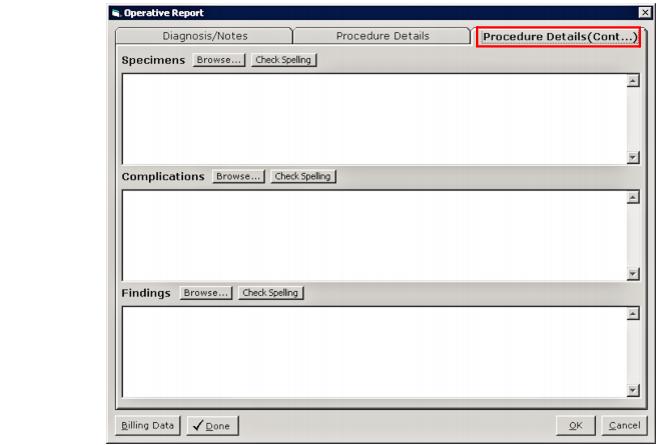 Operative Report
Diagnosis/Notes Procedure Details Procedure Details(Cont...)
Specimens Browse... Check Spelling
Complications Browse... Check Spelling
Findings Browse... Check Spelling
Billing Data Done OK Cancel